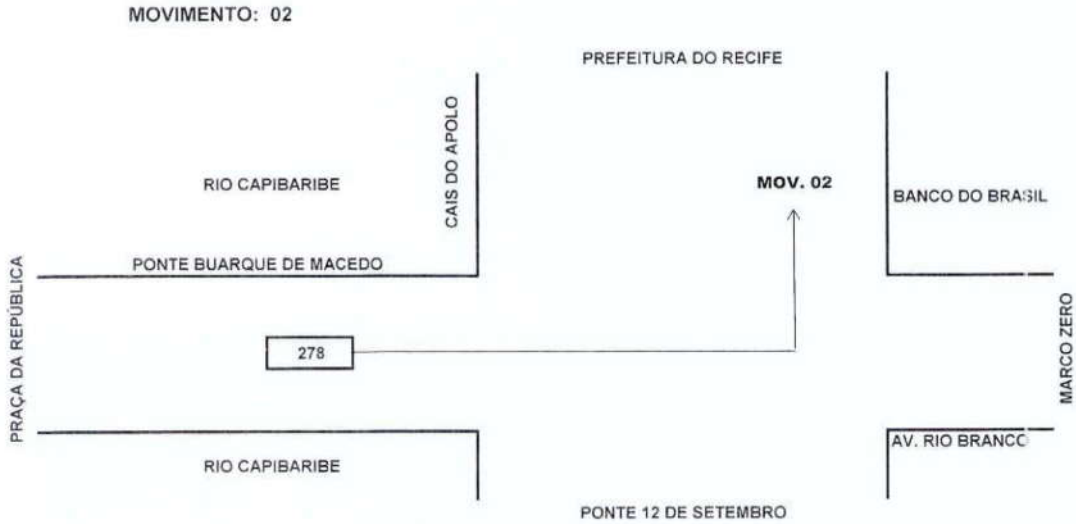 MOVIMENTO: 02
PREFEITURA DO RECIFE
CAIS DO APOLO
RIO CAPIBARIBE
MOV. 02
BANCO DO BRASIL
PONTE BUARQUE DE MACEDO
PRAÇA DA REPÚBLICA
278
MARCO ZERO
AV. RIO BRANCO
RIO CAPIBARIBE
PONTE 12 DE SETEMBRO